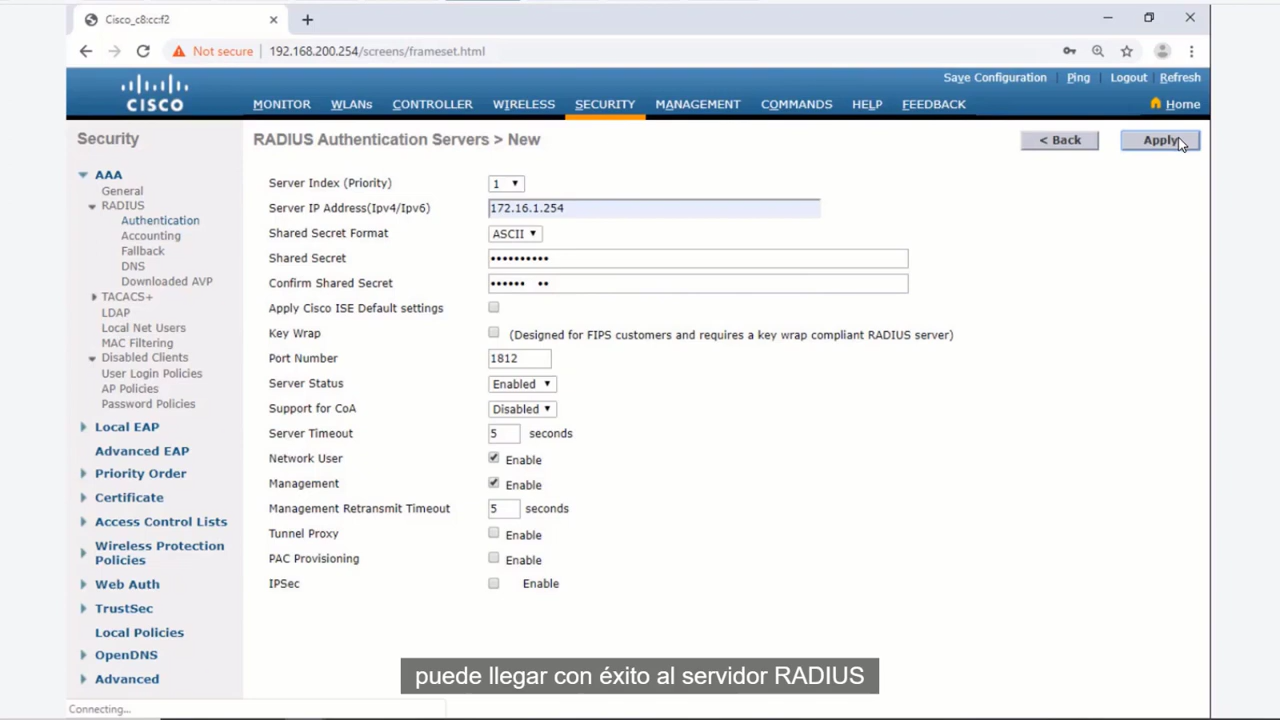 Cisco_c8:cc:f2
Not secure | 192.168.200.254/screens/frameset.html
Save Configuration | Ping | Logout | Refresh
CISCO
MONITOR WLANs CONTROLLER WIRELESS SECURITY MANAGEMENT COMMANDS HELP FEEDBACK Home
Security
RADIUS Authentication Servers > New
< Back
Apply
AAA
General
RADIUS
Authentication
Accounting
Fallback
DNS
Downloaded AVP
TACACS+
LDAP
Local Net Users
MAC Filtering
Disabled Clients
User Login Policies
AP Policies
Password Policies
Local EAP
Advanced EAP
Priority Order
Certificate
Access Control Lists
Wireless Protection
Policies
Web Auth
TrustSec
Local Policies
OpenDNS
Advanced
Server Index (Priority) 1
Server IP Address(Ipv4/Ipv6) 172.16.1.254
Shared Secret Format ASCII
Shared Secret ••••••••••
Confirm Shared Secret •••••• ••
Apply Cisco ISE Default settings
Key Wrap (Designed for FIPS customers and requires a key wrap compliant RADIUS server)
Port Number 1812
Server Status Enabled
Support for CoA Disabled
Server Timeout 5 seconds
Network User Enable
Management Enable
Management Retransmit Timeout 5 seconds
Tunnel Proxy Enable
PAC Provisioning Enable
IPSec Enable
puede llegar con éxito al servidor RADIUS
Connecting...